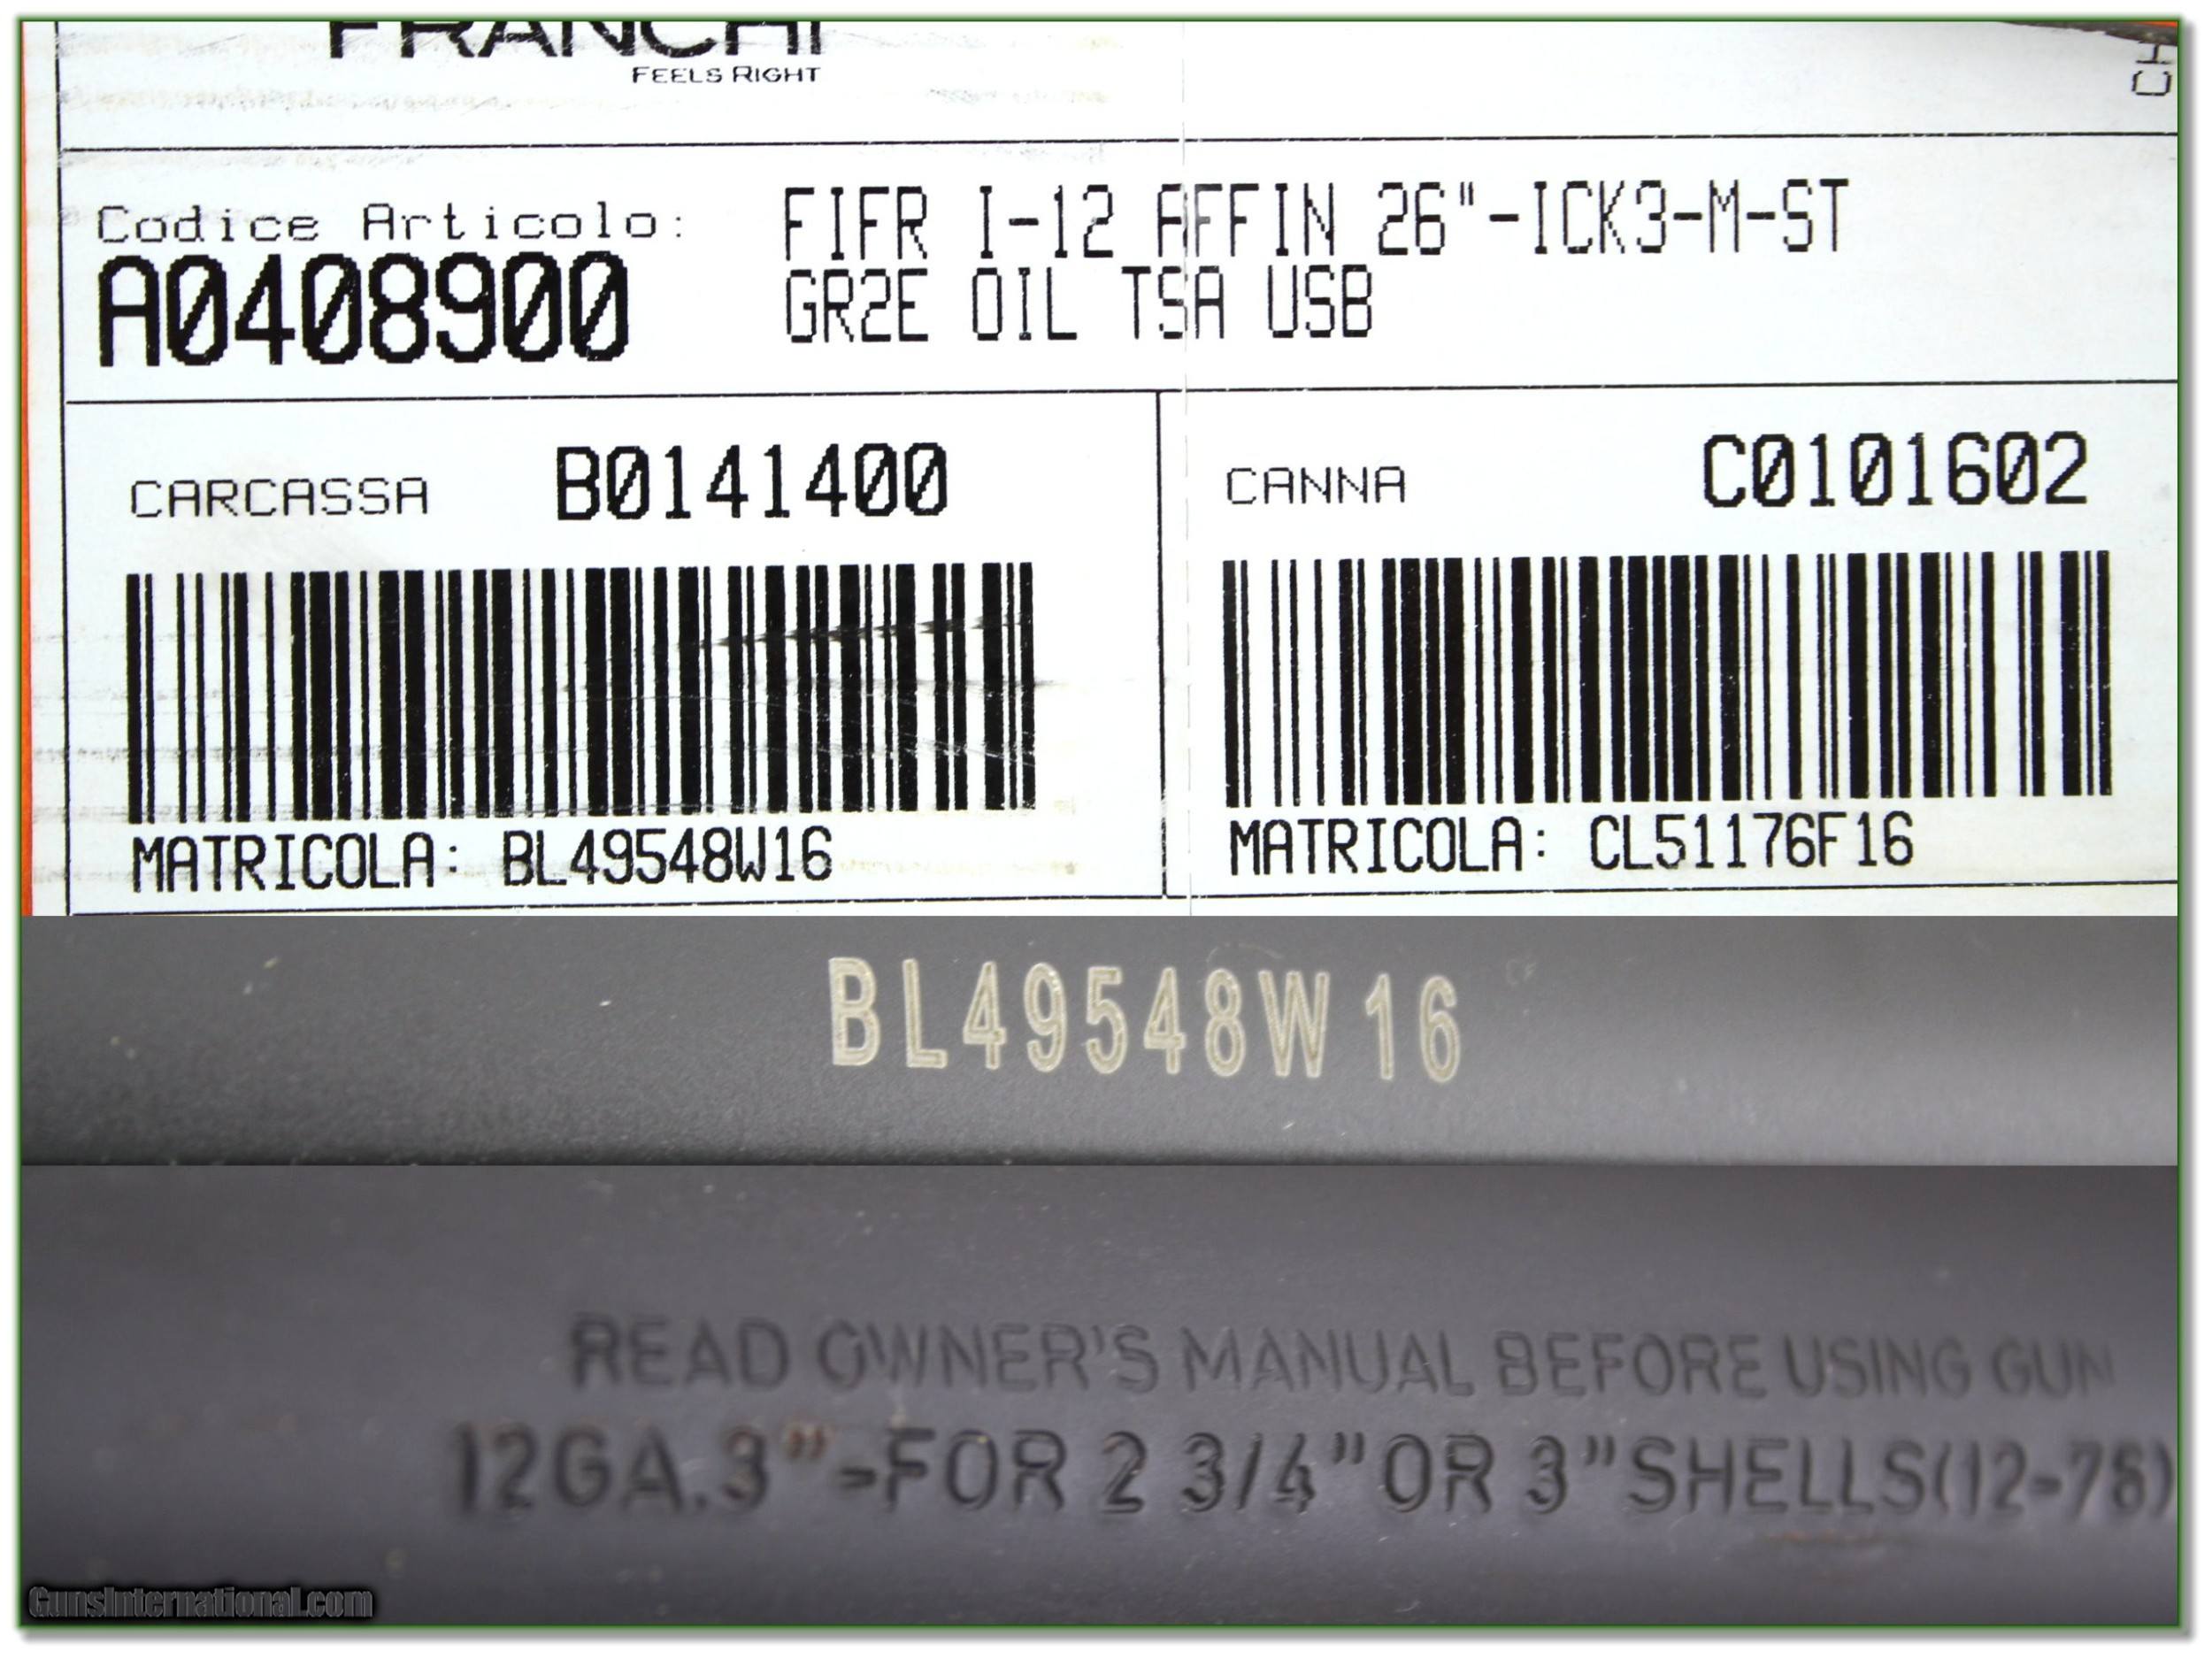 FRANCHI
FEELS RIGHT
CH
Codice Articolo:
A0408900
FIFR I-12 AFFIN 26"-ICK3-M-ST
GR2E OIL TSA USB
CARCASSA B0141400
CANNA C0101602
MATRICOLA: BL49548W16
MATRICOLA: CL51176F16
BL49548W16
READ OWNER'S MANUAL BEFORE USING GUN
12GA.3"-FOR 2 3/4"OR 3"SHELLS(12-76)
GunsInternational.com